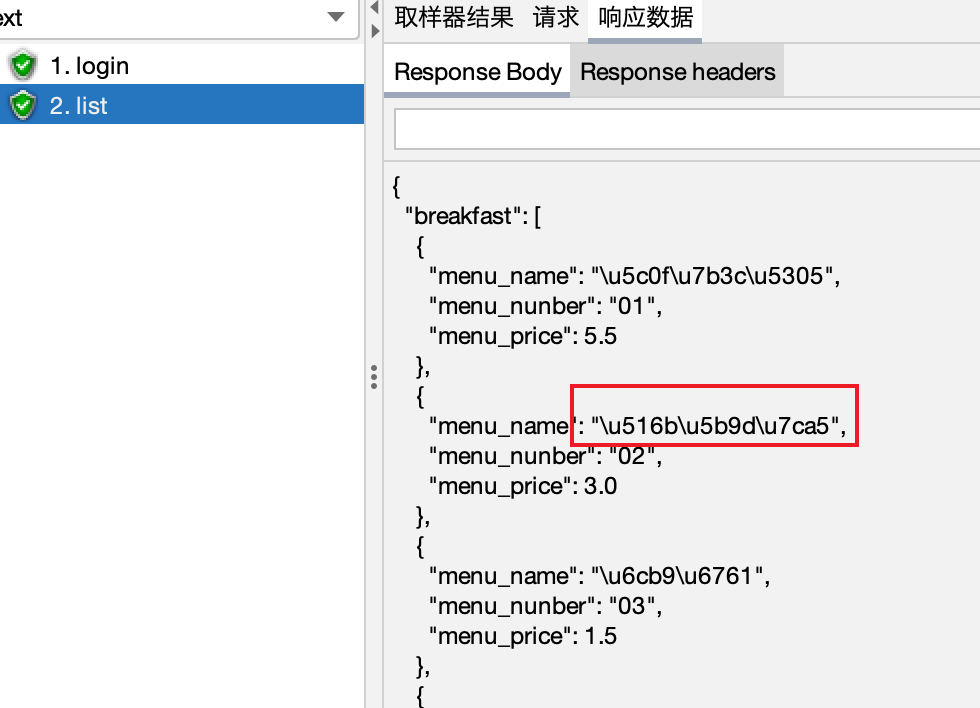 ext
1. login
2. list
取样器结果 请求 响应数据
Response Body Response headers
{
"breakfast": [
{
"menu_name": "\u5c0f\u7b3c\u5305",
"menu_nunber": "01",
"menu_price": 5.5
},
{
"menu_name": "\u516b\u5b9d\u7ca5",
"menu_nunber": "02",
"menu_price": 3.0
},
{
"menu_name": "\u6cb9\u6761",
"menu_nunber": "03",
"menu_price": 1.5
},
{